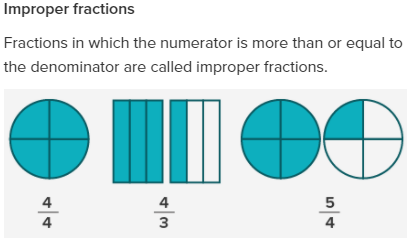 Improper fractions
Fractions in which the numerator is more than or equal to
the denominator are called improper fractions.
4/4 4/3 5/4